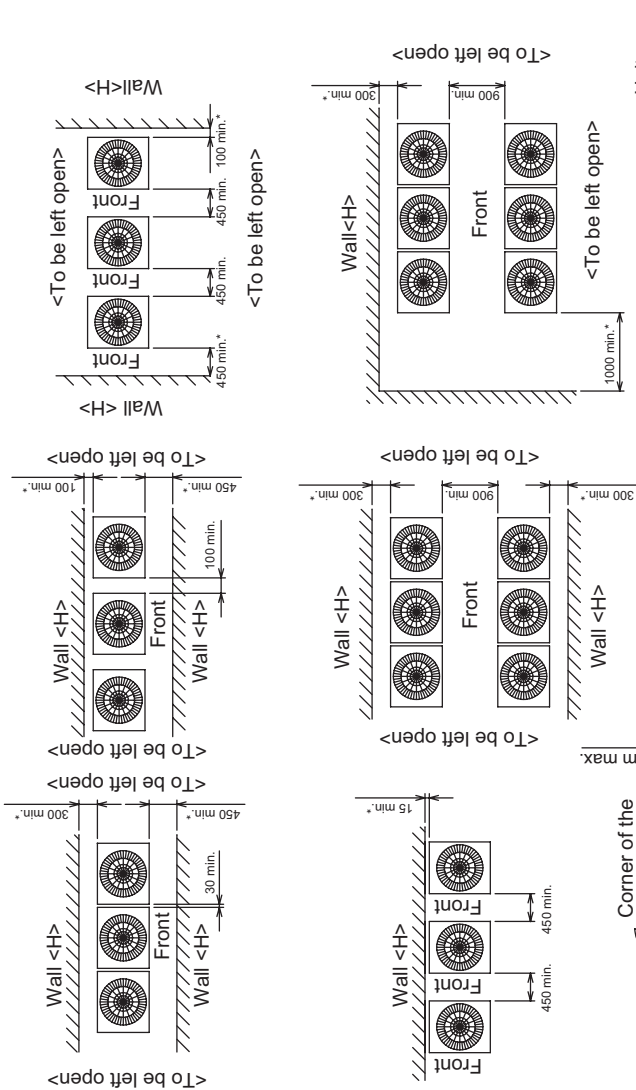 <To be left open>
Wall<H>
100 min.*
Front
450 min.
Front
450 min.
Front
450 min.*
Wall <H>
<To be left open>
<To be left open>
300 min.*
900 min.
Wall<H>
Front
<To be left open>
1000 min.*
<To be left open>
100 min.*
450 min.*
Wall <H>
100 min.
Front
Wall <H>
<To be left open>
<To be left open>
300 min.*
900 min.
300 min.*
Wall <H>
Front
Wall <H>
<To be left open>
<To be left open>
300 min.*
450 min.*
Wall <H>
30 min.
Front
Wall <H>
<To be left open>
15 min.*
Wall <H>
Front
450 min.
Front
450 min.
Front
m max.
Corner of the